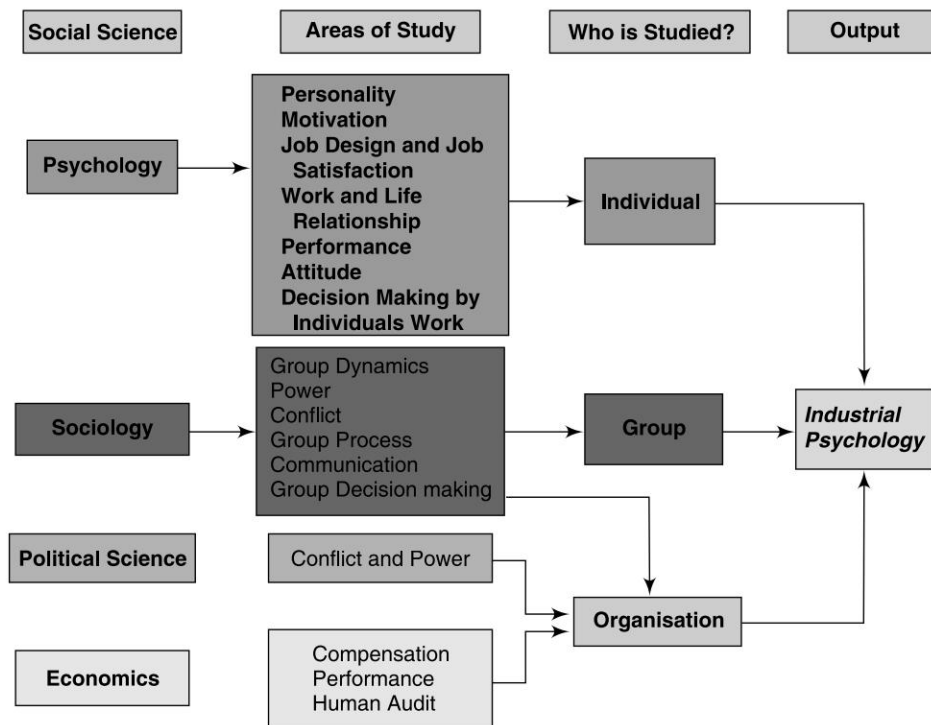 Social Science
Areas of Study
Who is Studied?
Output
Psychology
Personality
Motivation
Job Design and Job
Satisfaction
Work and Life
Relationship
Performance
Attitude
Decision Making by
Individuals Work
Individual
Sociology
Group Dynamics
Power
Conflict
Group Process
Communication
Group Decision making
Group
Industrial
Psychology
Political Science
Conflict and Power
Organisation
Economics
Compensation
Performance
Human Audit